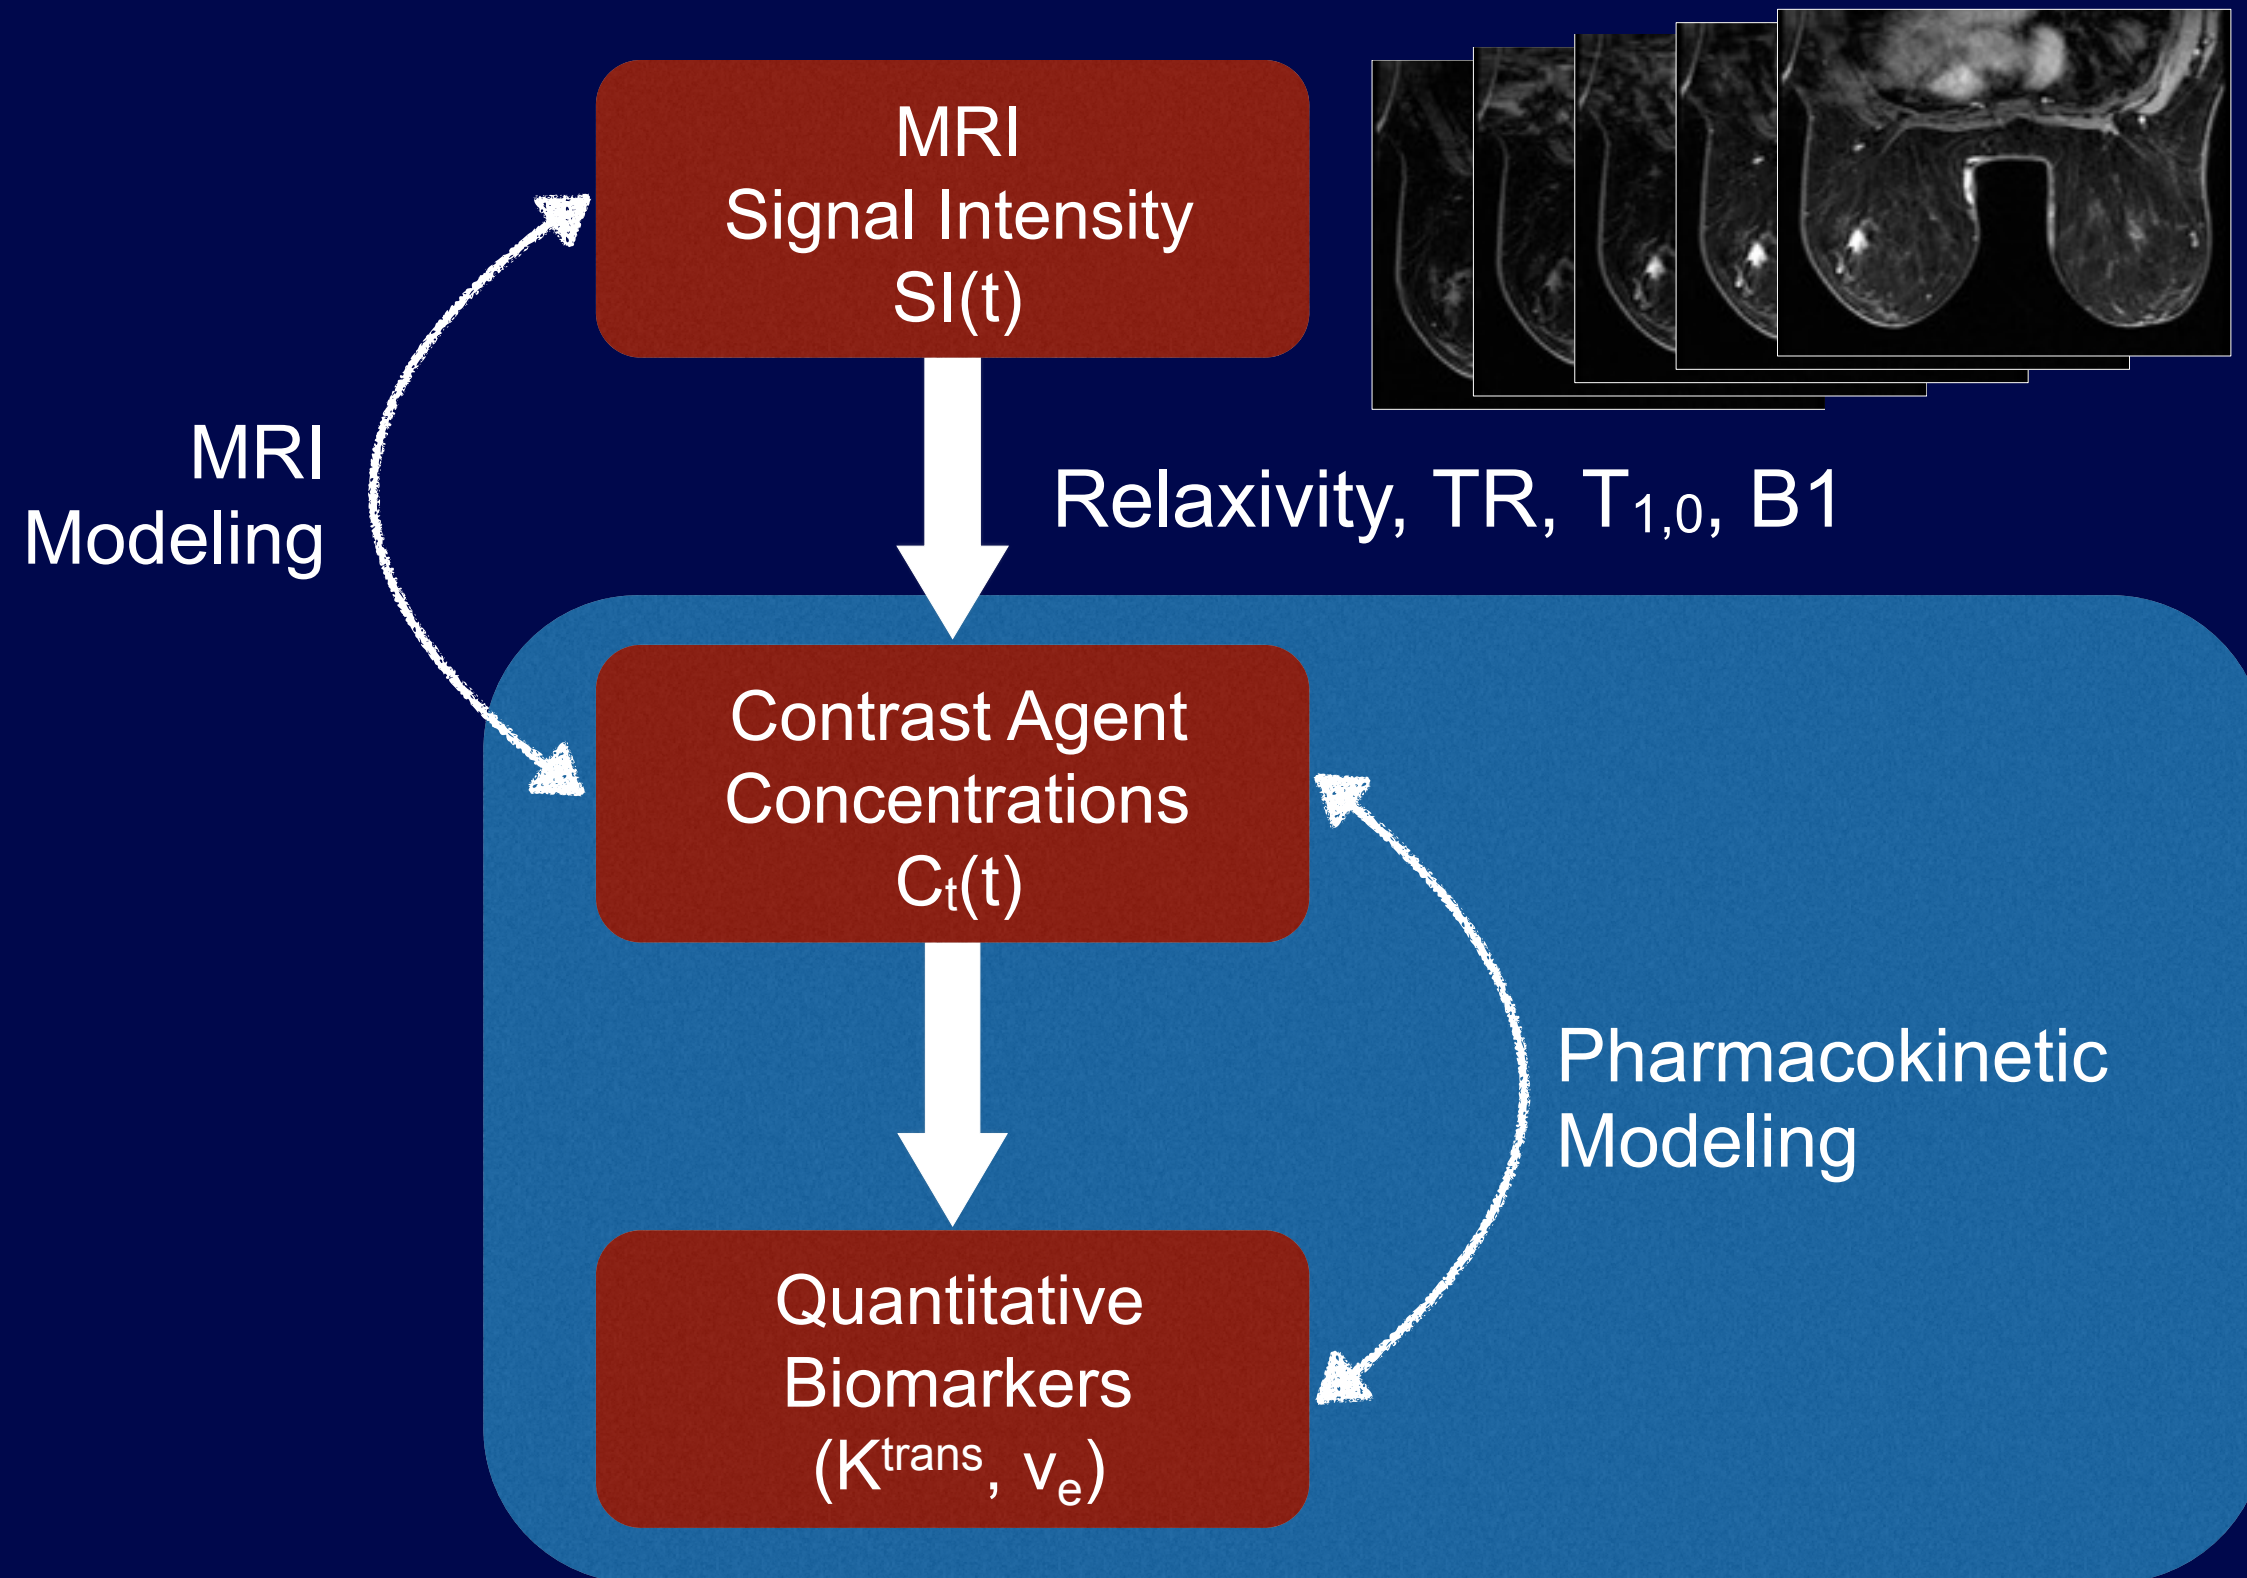 MRI
Signal Intensity
SI(t)
MRI
Modeling
Relaxivity, TR, T1,0, B1
Contrast Agent
Concentrations
Ct(t)
Pharmacokinetic
Modeling
Quantitative
Biomarkers
(Ktrans, ve)